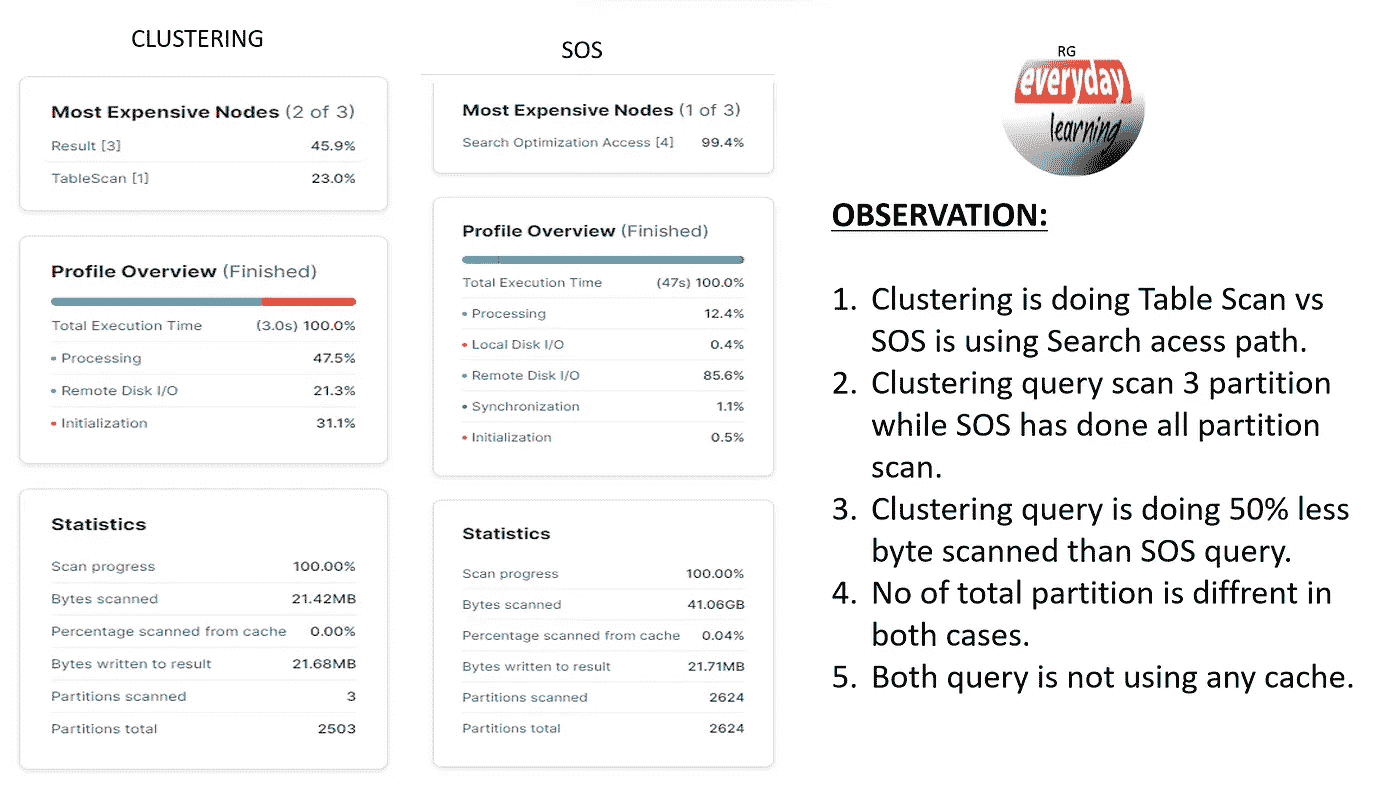 CLUSTERING
Most Expensive Nodes (2 of 3)
Result [3] 45.9%
TableScan [1] 23.0%
Profile Overview (Finished)
Total Execution Time (3.0s) 100.0%
Processing 47.5%
Remote Disk I/O 21.3%
Initialization 31.1%
Statistics
Scan progress 100.00%
Bytes scanned 21.42MB
Percentage scanned from cache 0.00%
Bytes written to result 21.68MB
Partitions scanned 3
Partitions total 2503
SOS
Most Expensive Nodes (1 of 3)
Search Optimization Access [4] 99.4%
Profile Overview (Finished)
Total Execution Time (47s) 100.0%
Processing 12.4%
Local Disk I/O 0.4%
Remote Disk I/O 85.6%
Synchronization 1.1%
Initialization 0.5%
Statistics
Scan progress 100.00%
Bytes scanned 41.06GB
Percentage scanned from cache 0.04%
Bytes written to result 21.71MB
Partitions scanned 2624
Partitions total 2624
RG
everyday
learning
OBSERVATION:
1. Clustering is doing Table Scan vs
SOS is using Search acess path.
2. Clustering query scan 3 partition
while SOS has done all partition
scan.
3. Clustering query is doing 50% less
byte scanned than SOS query.
4. No of total partition is diffrent in
both cases.
5. Both query is not using any cache.